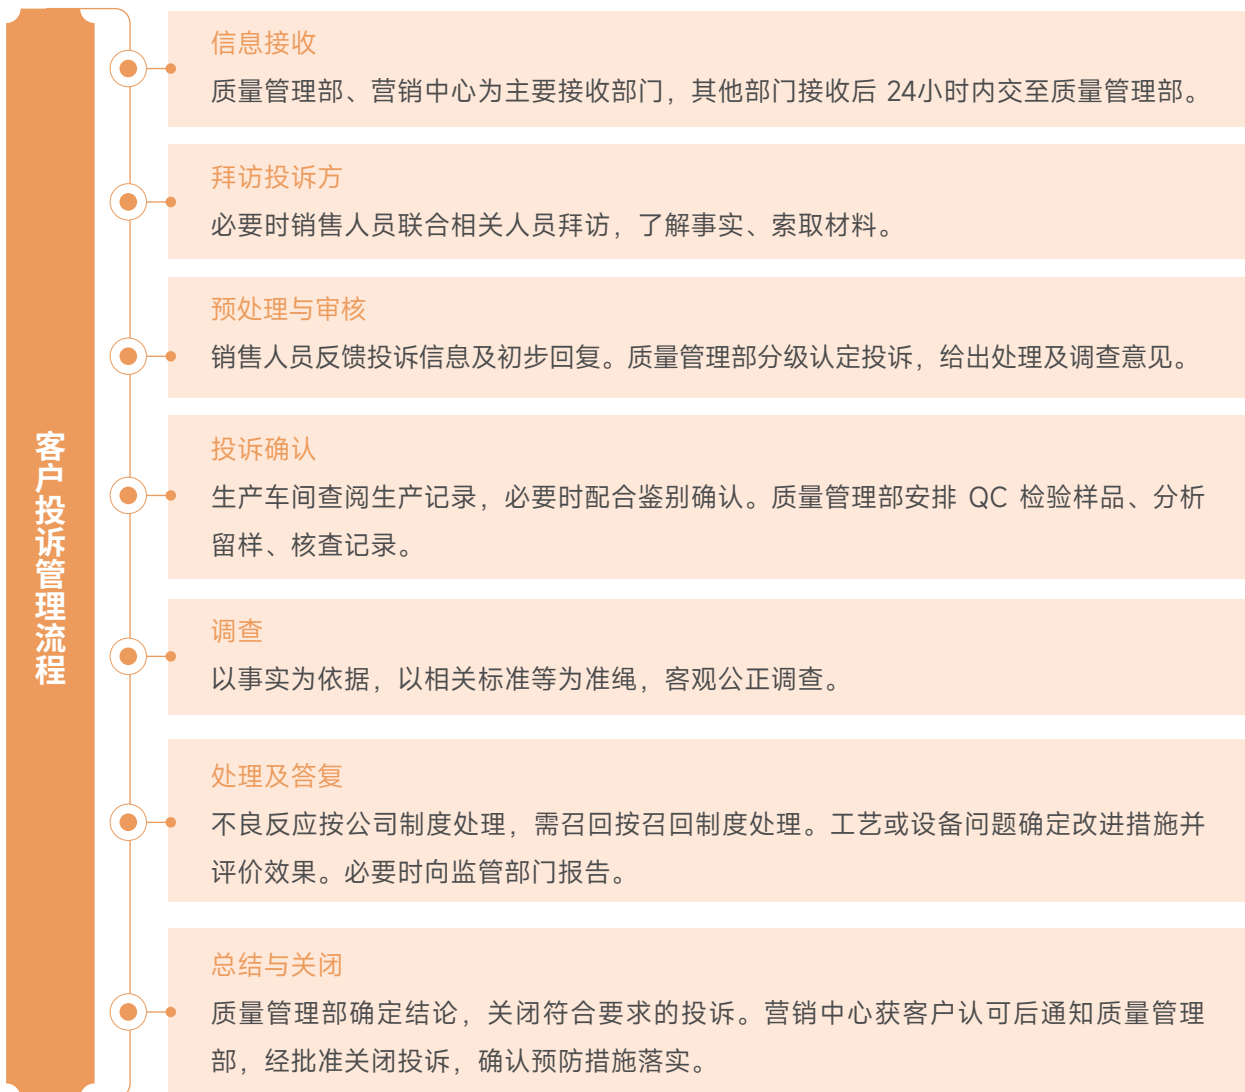 客户投诉管理流程
信息接收
质量管理部、营销中心为主要接收部门，其他部门接收后 24小时内交至质量管理部。
拜访投诉方
必要时销售人员联合相关人员拜访，了解事实、索取材料。
预处理与审核
销售人员反馈投诉信息及初步回复。质量管理部分级认定投诉，给出处理及调查意见。
投诉确认
生产车间查阅生产记录，必要时配合鉴别确认。质量管理部安排 QC 检验样品、分析
留样、核查记录。
调查
以事实为依据，以相关标准等为准绳，客观公正调查。
处理及答复
不良反应按公司制度处理，需召回按召回制度处理。工艺或设备问题确定改进措施并
评价效果。必要时向监管部门报告。
总结与关闭
质量管理部确定结论，关闭符合要求的投诉。营销中心获客户认可后通知质量管理
部，经批准关闭投诉，确认预防措施落实。